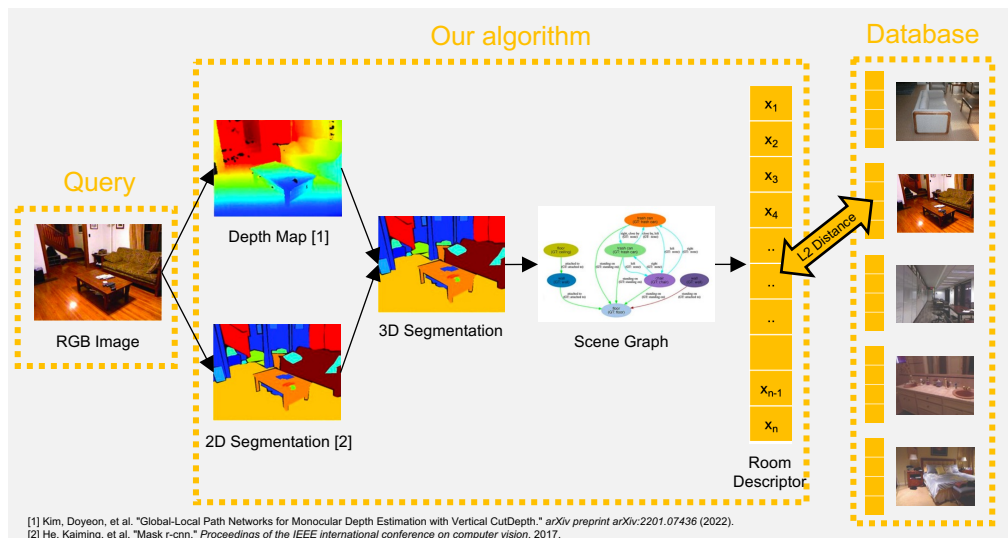 Our algorithm
Database
Query
RGB Image
Depth Map [1]
2D Segmentation [2]
3D Segmentation
Scene Graph
x1
x2
x3
x4
..
..
..
xn-1
xn
Room
Descriptor
L2 Distance
[1] Kim, Doyeon, et al. "Global-Local Path Networks for Monocular Depth Estimation with Vertical CutDepth." arXiv preprint arXiv:2201.07436 (2022).
[2] He, Kaiming, et al. "Mask r-cnn." Proceedings of the IEEE international conference on computer vision. 2017.